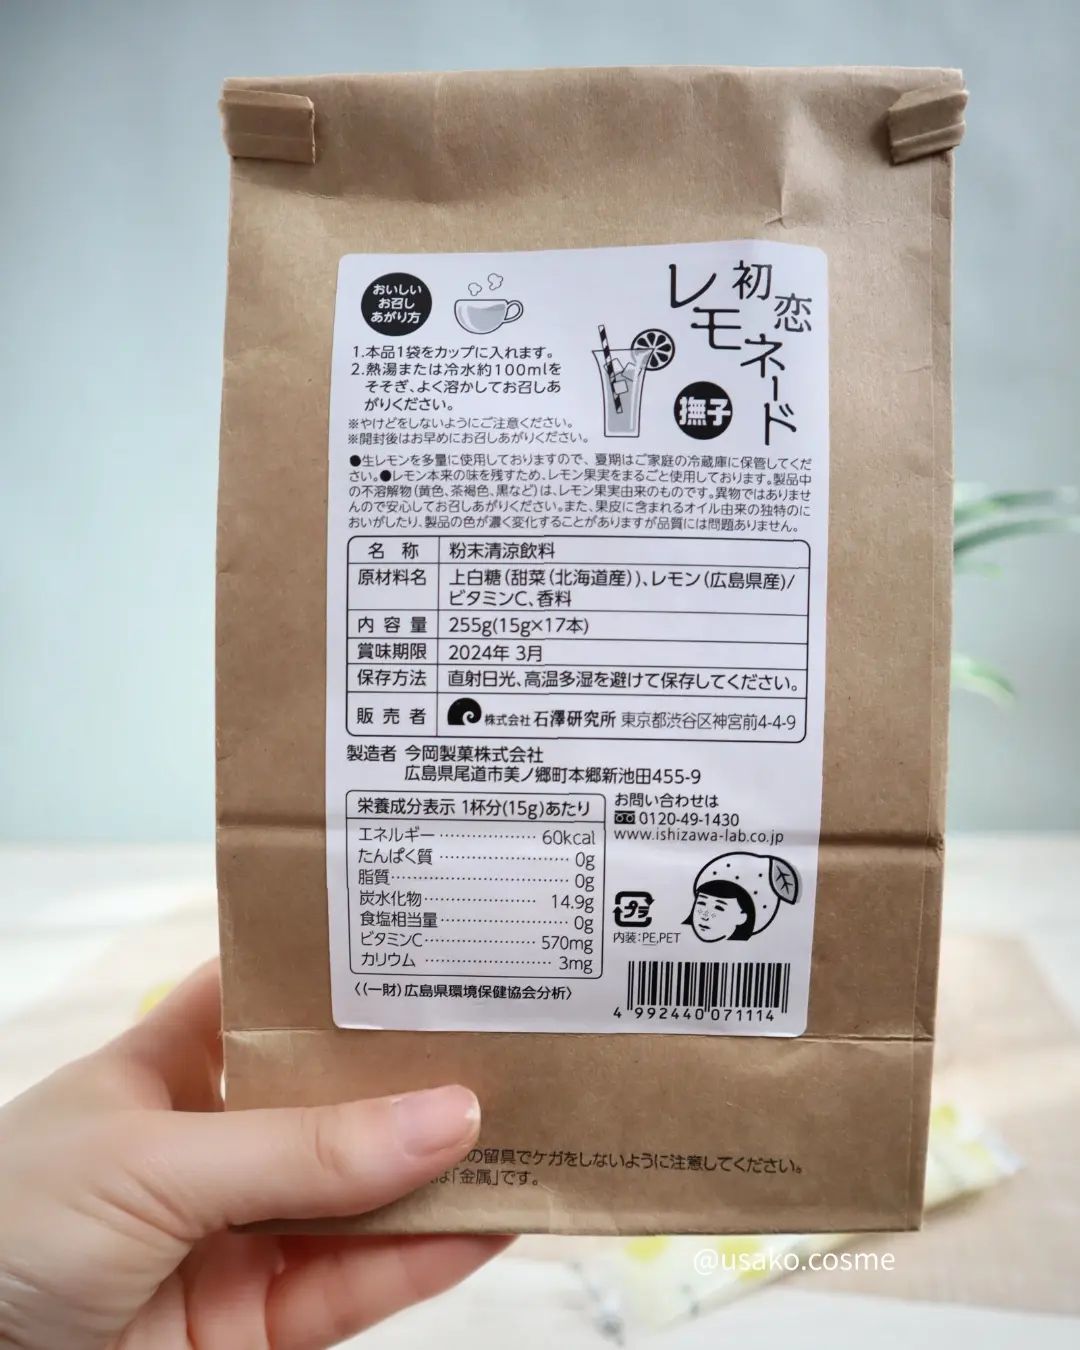 おいしい
お召し
あがり方
初恋
レモネード
撫子
1.本品1袋をカップに入れます。
2.熱湯または冷水約100mlを
そそぎ、よく溶かしてお召しあ
がりください。
※やけどをしないようにご注意ください。
※開封後はお早めにお召しあがりください。
●生レモンを多量に使用しておりますので、夏期はご家庭の冷蔵庫に保管してくだ
さい。●レモン本来の味を残すため、レモン果実をまるごと使用しております。製品中
の不溶解物(黄色、茶褐色、黒など)は、レモン果実由来のものです。異物ではありませ
んので安心してお召しあがりください。また、果皮に含まれるオイル由来の独特のに
おいがしたり、製品の色が濃く変化することがありますが品質には問題ありません。
名 称 粉末清涼飲料
原材料名 上白糖(甜菜(北海道産))、レモン(広島県産)/
ビタミンC、香料
内 容 量 255g(15g×17本)
賞味期限 2024年 3月
保存方法 直射日光、高温多湿を避けて保存してください。
販 売 者 株式会社 石澤研究所 東京都渋谷区神宮前4-4-9
製造者 今岡製菓株式会社
広島県尾道市美ノ郷町本郷新池田455-9
栄養成分表示 1杯分(15g)あたり
エネルギー 60kcal
たんぱく質 0g
脂質 0g
炭水化物 14.9g
食塩相当量 0g
ビタミンC 570mg
カリウム 3mg
〈(一財)広島県環境保健協会分析〉
お問い合わせは
0120-49-1430
www.ishizawa-lab.co.jp
プラ
内装:PE,PET
4 992440 071114
の留具でケガをしないように注意してください。
は「金属」です。
@usako.cosme